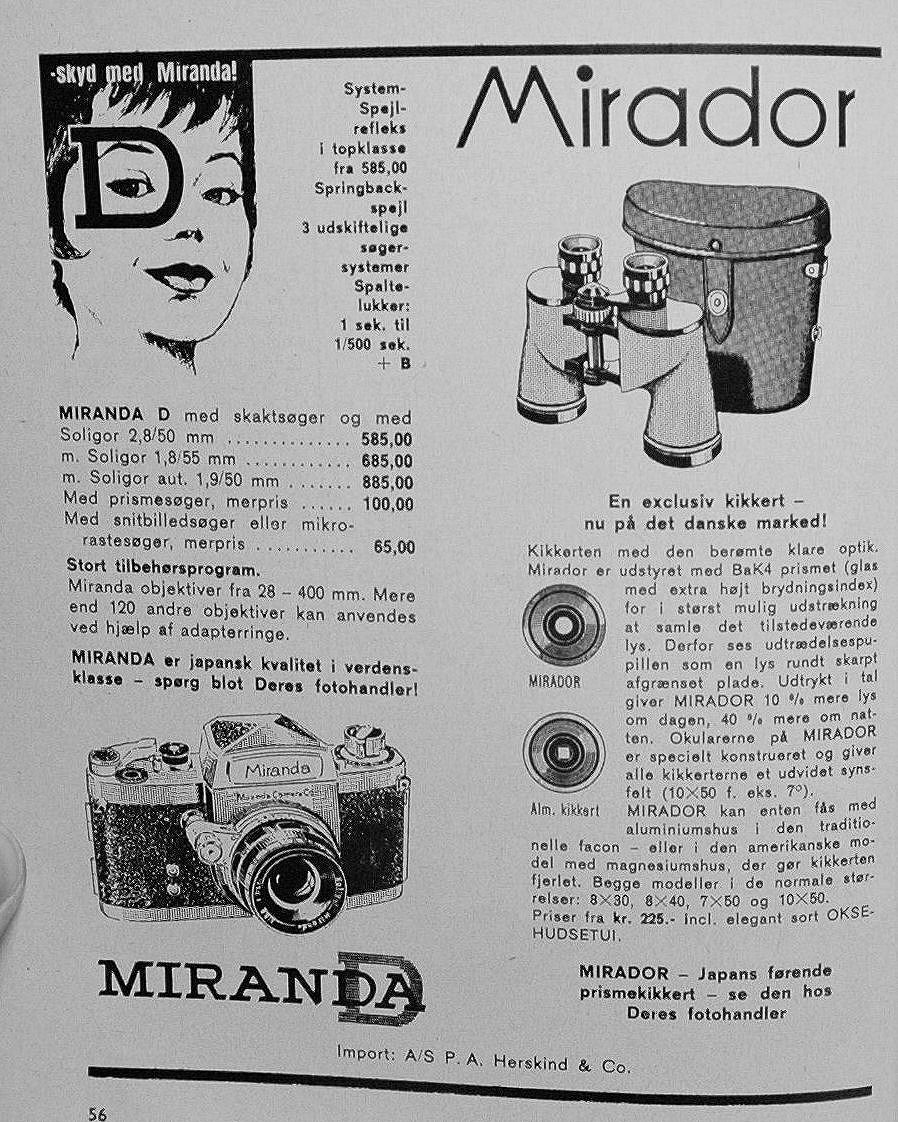 -skyd med Miranda!
D
System-
Spejl-
refleks
i topklasse
fra 585,00
Springback-
spejl
3 udskiftelige
søger-
systemer
Spalte-
lukker:
1 sek. til
1/500 sek.
+ B
MIRANDA D med skaktsøger og med
Soligor 2,8/50 mm .............. 585,00
m. Soligor 1,8/55 mm ............ 685,00
m. Soligor aut. 1,9/50 mm ....... 885,00
Med prismesøger, merpris ...... 100,00
Med snitbilledsøger eller mikro-
rastesøger, merpris ........... 65,00
Stort tilbehørsprogram.
Miranda objektiver fra 28 – 400 mm. Mere
end 120 andre objektiver kan anvendes
ved hjælp af adapterringe.
MIRANDA er japansk kvalitet i verdens-
klasse – spørg blot Deres fotohandler!
Miranda
Miranda Camera Co
MIRANDA
D
Mirador
En exclusiv kikkert –
nu på det danske marked!
Kikkerten med den berømte klare optik.
Mirador er udstyret med BaK4 prismet (glas
med extra højt brydningsindex)
for i størst mulig udstrækning
at samle det tilstedeværende
lys. Derfor ses udtrædelsespu-
pillen som en lys rundt skarpt
afgrænset plade. Udtrykt i tal
giver MIRADOR 10 % mere lys
om dagen, 40 % mere om nat-
ten. Okularerne på MIRADOR
er specielt konstrueret og giver
alle kikkerterne et udvidet syns-
felt (10×50 f. eks. 7°).
MIRADOR
Alm. kikkert
MIRADOR kan enten fås med
aluminiumshus i den traditio-
nelle facon – eller i den amerikanske mo-
del med magnesiumshus, der gør kikkerten
fjerlet. Begge modeller i de normale stør-
relser: 8×30, 8×40, 7×50 og 10×50.
Priser fra kr. 225.- incl. elegant sort OKSE-
HUDSETUI.
MIRADOR – Japans førende
prismekikkert – se den hos
Deres fotohandler
Import: A/S P. A. Herskind & Co.
56